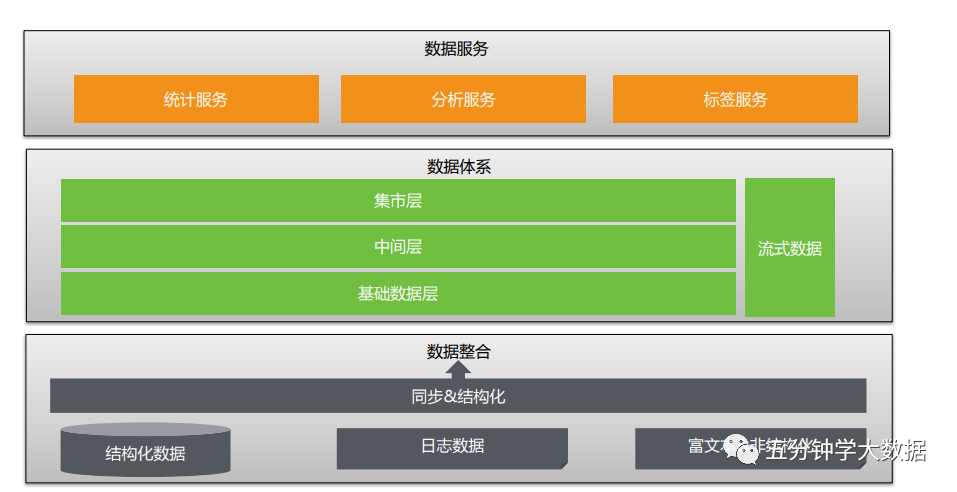 数据服务
统计服务
分析服务
标签服务
数据体系
集市层
中间层
基础数据层
流式数据
数据整合
同步&结构化
结构化数据
日志数据
富文本 非结构化
五分钟学大数据